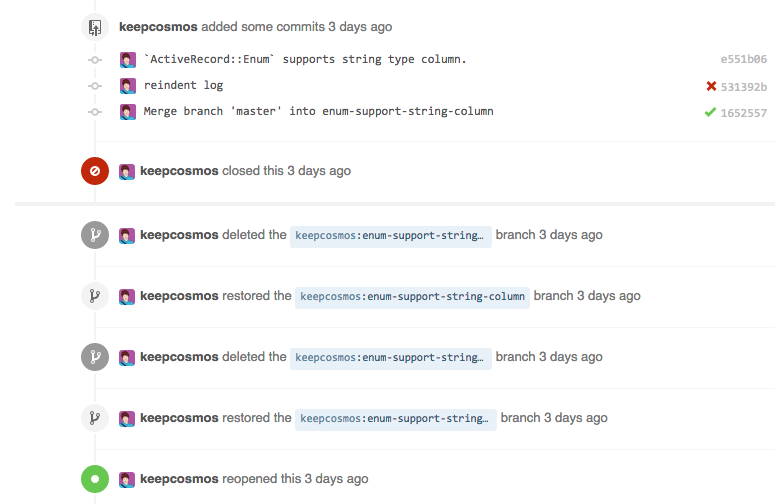 keepcosmos added some commits 3 days ago
`ActiveRecord::Enum` supports string type column. e551b06
reindent log 531392b
Merge branch 'master' into enum-support-string-column 1652557
keepcosmos closed this 3 days ago
keepcosmos deleted the keepcosmos:enum-support-string… branch 3 days ago
keepcosmos restored the keepcosmos:enum-support-string-column branch 3 days ago
keepcosmos deleted the keepcosmos:enum-support-string… branch 3 days ago
keepcosmos restored the keepcosmos:enum-support-string… branch 3 days ago
keepcosmos reopened this 3 days ago